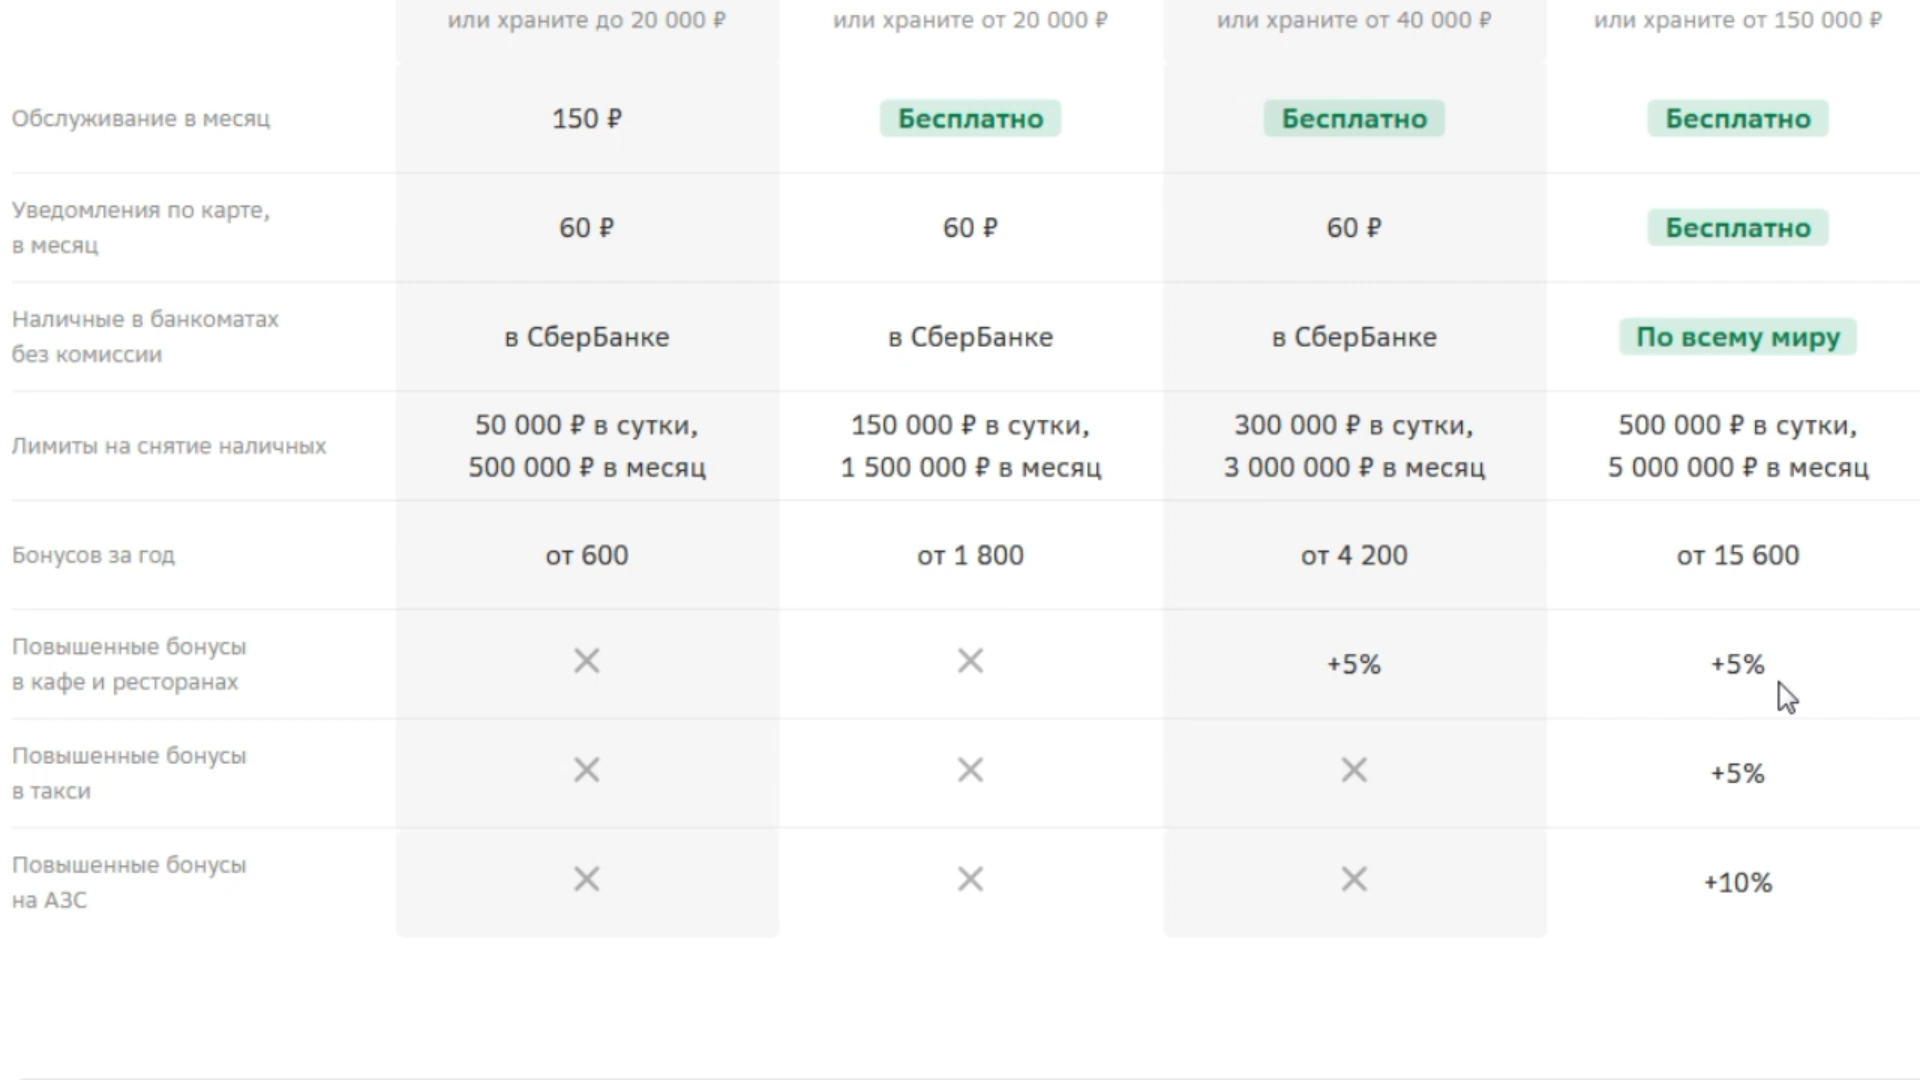 или храните до 20 000 ₽
или храните от 20 000 ₽
или храните от 40 000 ₽
или храните от 150 000 ₽
Обслуживание в месяц
150 ₽
Бесплатно
Бесплатно
Бесплатно
Уведомления по карте,
в месяц
60 ₽
60 ₽
60 ₽
Бесплатно
Наличные в банкоматах
без комиссии
в СберБанке
в СберБанке
в СберБанке
По всему миру
Лимиты на снятие наличных
50 000 ₽ в сутки,
500 000 ₽ в месяц
150 000 ₽ в сутки,
1 500 000 ₽ в месяц
300 000 ₽ в сутки,
3 000 000 ₽ в месяц
500 000 ₽ в сутки,
5 000 000 ₽ в месяц
Бонусов за год
от 600
от 1 800
от 4 200
от 15 600
Повышенные бонусы
в кафе и ресторанах
+5%
+5%
Повышенные бонусы
в такси
+5%
Повышенные бонусы
на АЗС
+10%